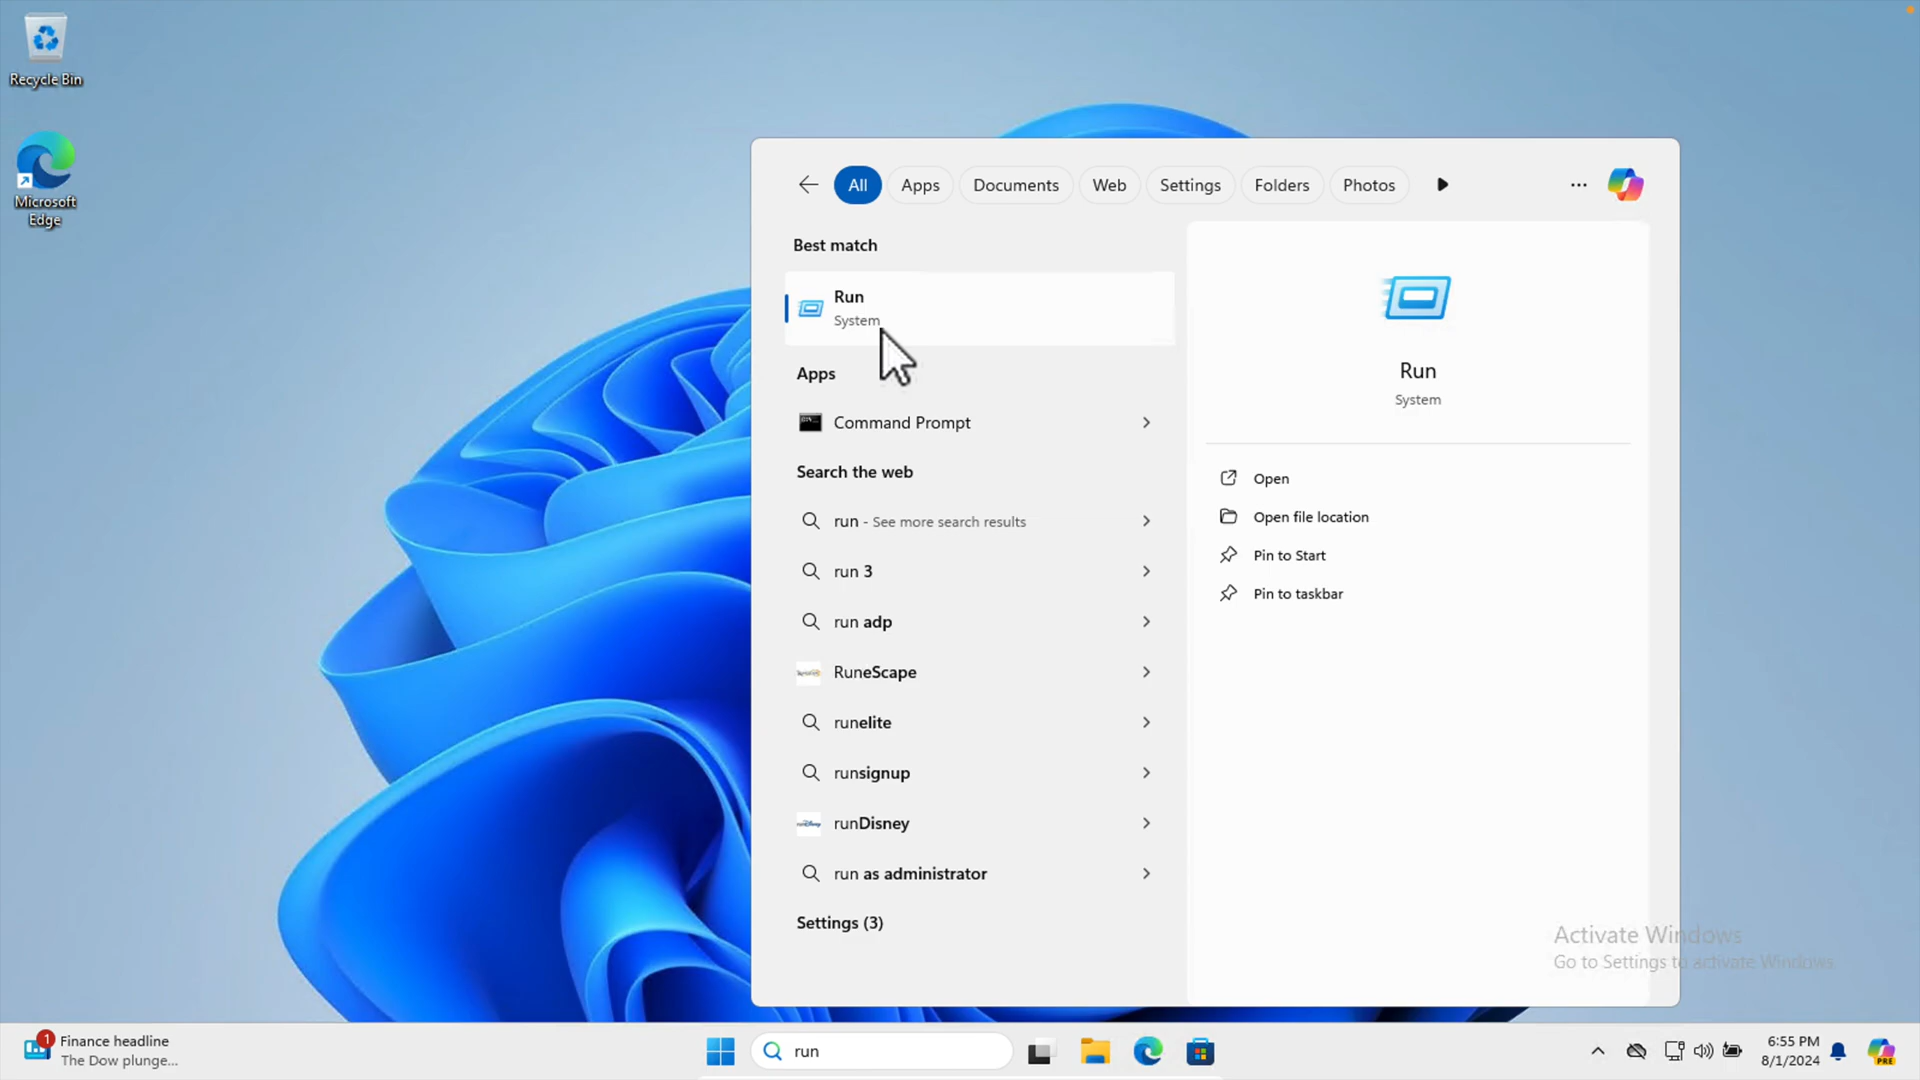 Recycle Bin
Microsoft
Edge
All
Apps
Documents
Web
Settings
Folders
Photos
Best match
Run
System
Apps
Command Prompt
Search the web
run - See more search results
run 3
run adp
RuneScape
runelite
runsignup
runDisney
run as administrator
Settings (3)
Run
System
Open
Open file location
Pin to Start
Pin to taskbar
Activate Windows
Go to Settings to activate Windows.
1
Finance headline
The Dow plunge...
run
6:55 PM
8/1/2024
PRE